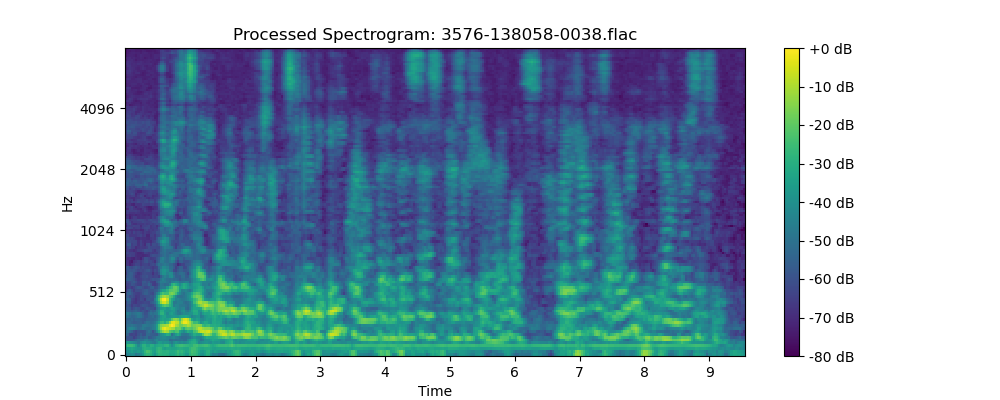 Processed Spectrogram: 3576-138058-0038.flac
+0 dB
-10 dB
-20 dB
-30 dB
-40 dB
-50 dB
-60 dB
-70 dB
-80 dB
4096
2048
1024
512
0
Hz
0 1 2 3 4 5 6 7 8 9
Time